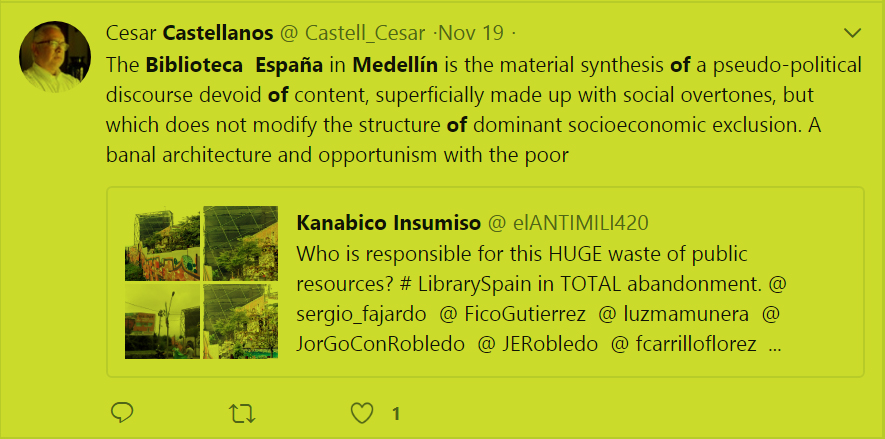 Cesar Castellanos @ Castell_Cesar ·Nov 19 ·
The Biblioteca España in Medellín is the material synthesis of a pseudo-political
discourse devoid of content, superficially made up with social overtones, but
which does not modify the structure of dominant socioeconomic exclusion. A
banal architecture and opportunism with the poor
Kanabico Insumiso @ elANTIMILI420
Who is responsible for this HUGE waste of public
resources? # LibrarySpain in TOTAL abandonment. @
sergio_fajardo @ FicoGutierrez @ luzmamunera @
JorGoConRobledo @ JERobledo @ fcarrilloflorez ...
1